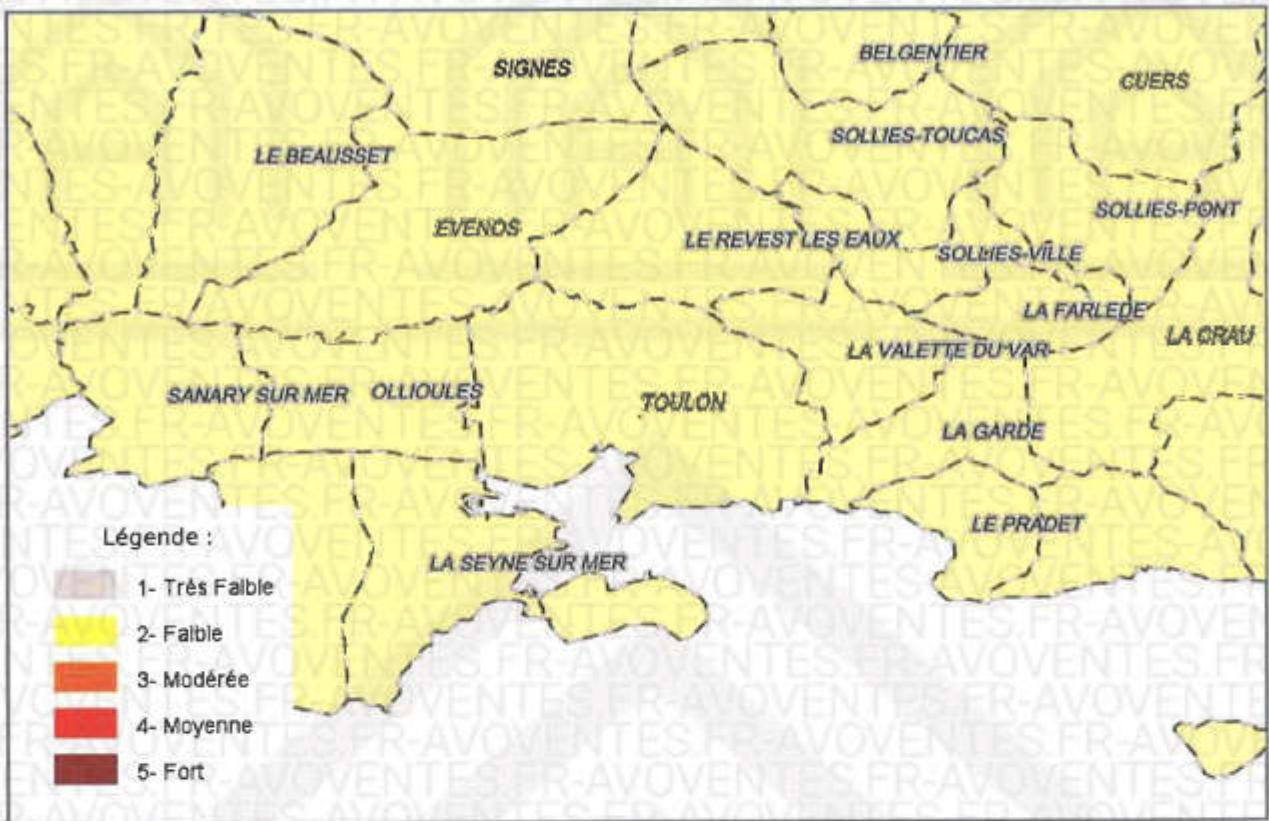 SIGNES
BELGENTIER
CUERS
SOLLIES-TOUCAS
LE BEAUSSET
SOLLIES-PONT
EVENOS
LE REVEST LES EAUX
SOLLIES-VILLE
LA FARLEDE
LA CRAU
LA VALETTE DU VAR
SANARY SUR MER
OLLIOULES
TOULON
LA GARDE
LE PRADET
LA SEYNE SUR MER
Légende :
1- Très Faible
2- Faible
3- Modérée
4- Moyenne
5- Fort
AVOVENTES.FR